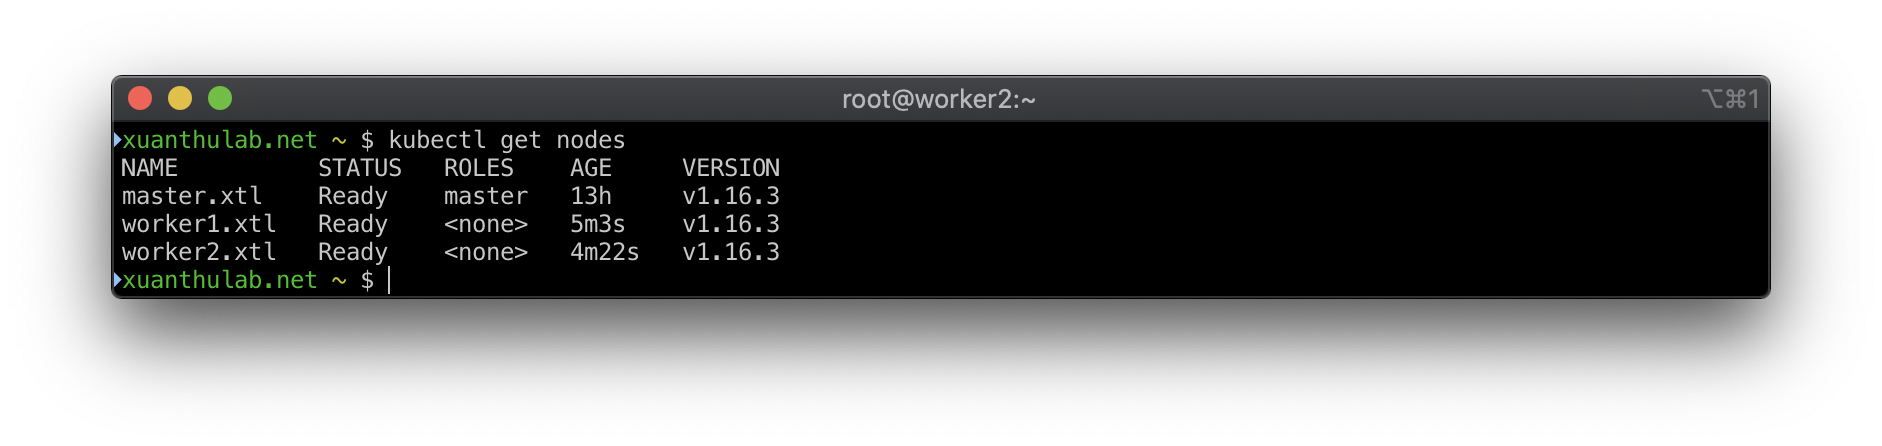 root@worker2:~ ⌥⌘1
xuanthulab.net ~ $ kubectl get nodes
NAME          STATUS   ROLES    AGE     VERSION
master.xtl    Ready    master   13h     v1.16.3
worker1.xtl   Ready    <none>   5m3s    v1.16.3
worker2.xtl   Ready    <none>   4m22s   v1.16.3
xuanthulab.net ~ $